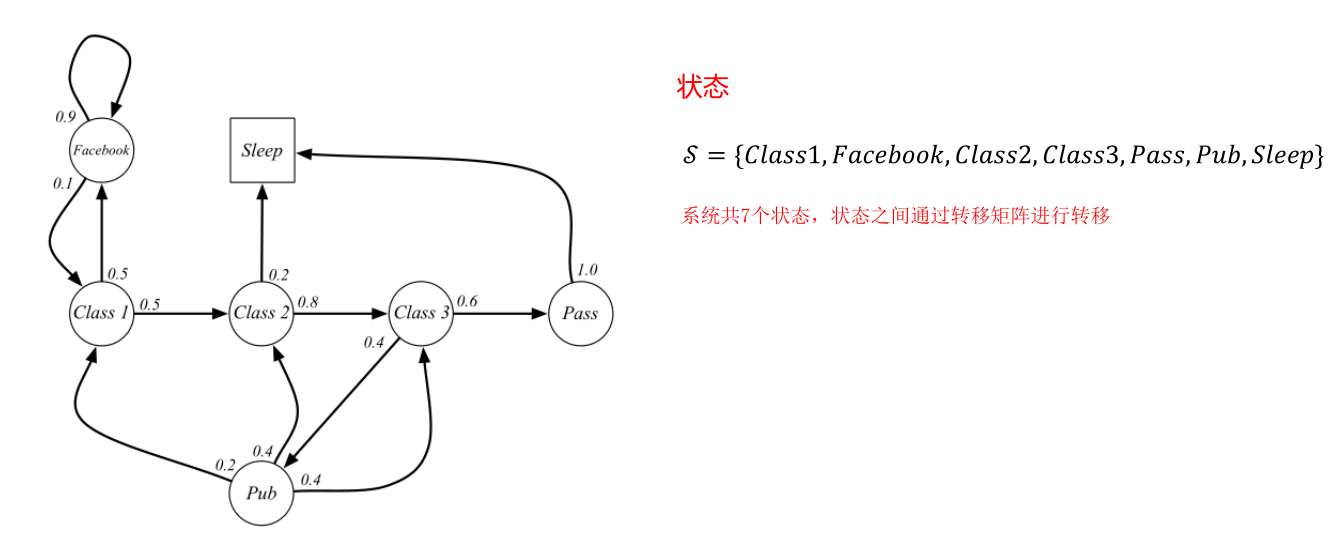 状态
0.9
Facebook
Sleep
𝒮 = {Class1, Facebook, Class2, Class3, Pass, Pub, Sleep}
0.1
系统共7个状态，状态之间通过转移矩阵进行转移
0.5
0.2
1.0
Class 1
0.5
Class 2
0.8
Class 3
0.6
Pass
0.4
0.4
0.2
Pub
0.4